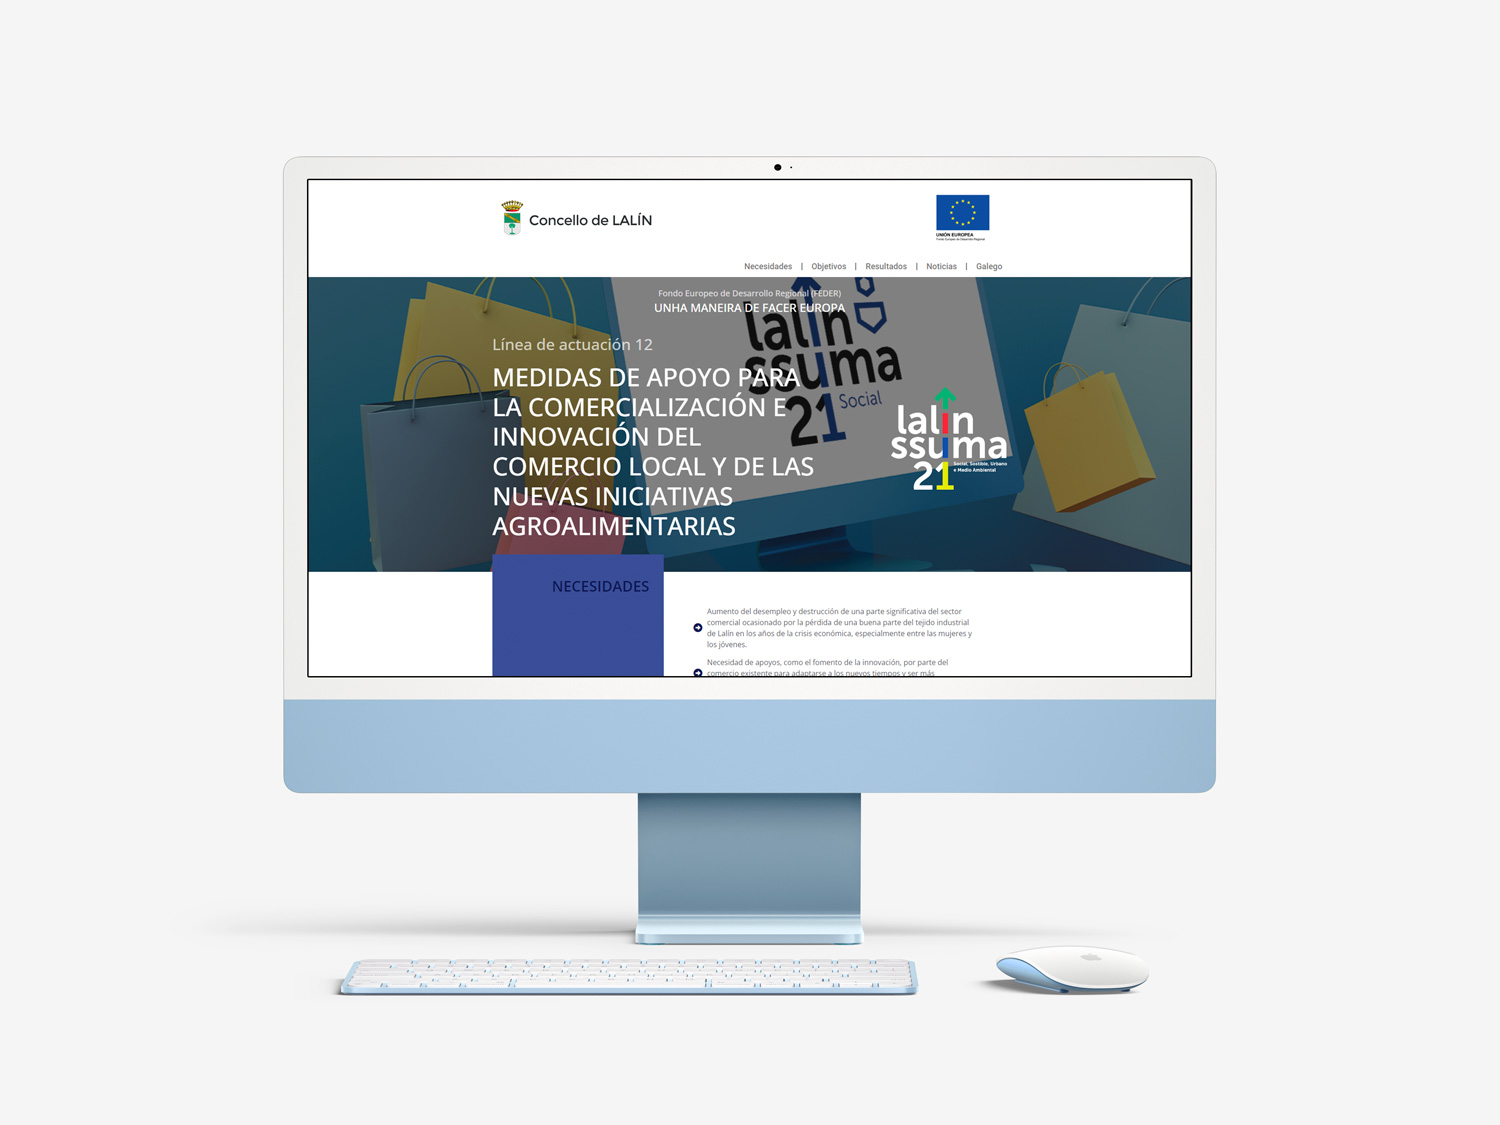 Concello de LALÍN
UNIÓN EUROPEA
Fondo Europeo de Desarrollo Regional
Necesidades | Objetivos | Resultados | Noticias | Galego
Fondo Europeo de Desarrollo Regional (FEDER)
UNHA MANEIRA DE FACER EUROPA
Línea de actuación 12
MEDIDAS DE APOYO PARA
LA COMERCIALIZACIÓN E
INNOVACIÓN DEL
COMERCIO LOCAL Y DE LAS
NUEVAS INICIATIVAS
AGROALIMENTARIAS
lalin
ssuma
21
Social
lalin
ssuma
21
Social, Sostible, Urbano
e Medio Ambiental
NECESIDADES
Aumento del desempleo y destrucción de una parte significativa del sector
comercial ocasionado por la pérdida de una buena parte del tejido industrial
de Lalín en los años de la crisis económica, especialmente entre las mujeres y
los jóvenes.
Necesidad de apoyos, como el fomento de la innovación, por parte del
comercio existente para adaptarse a los nuevos tiempos y ser más